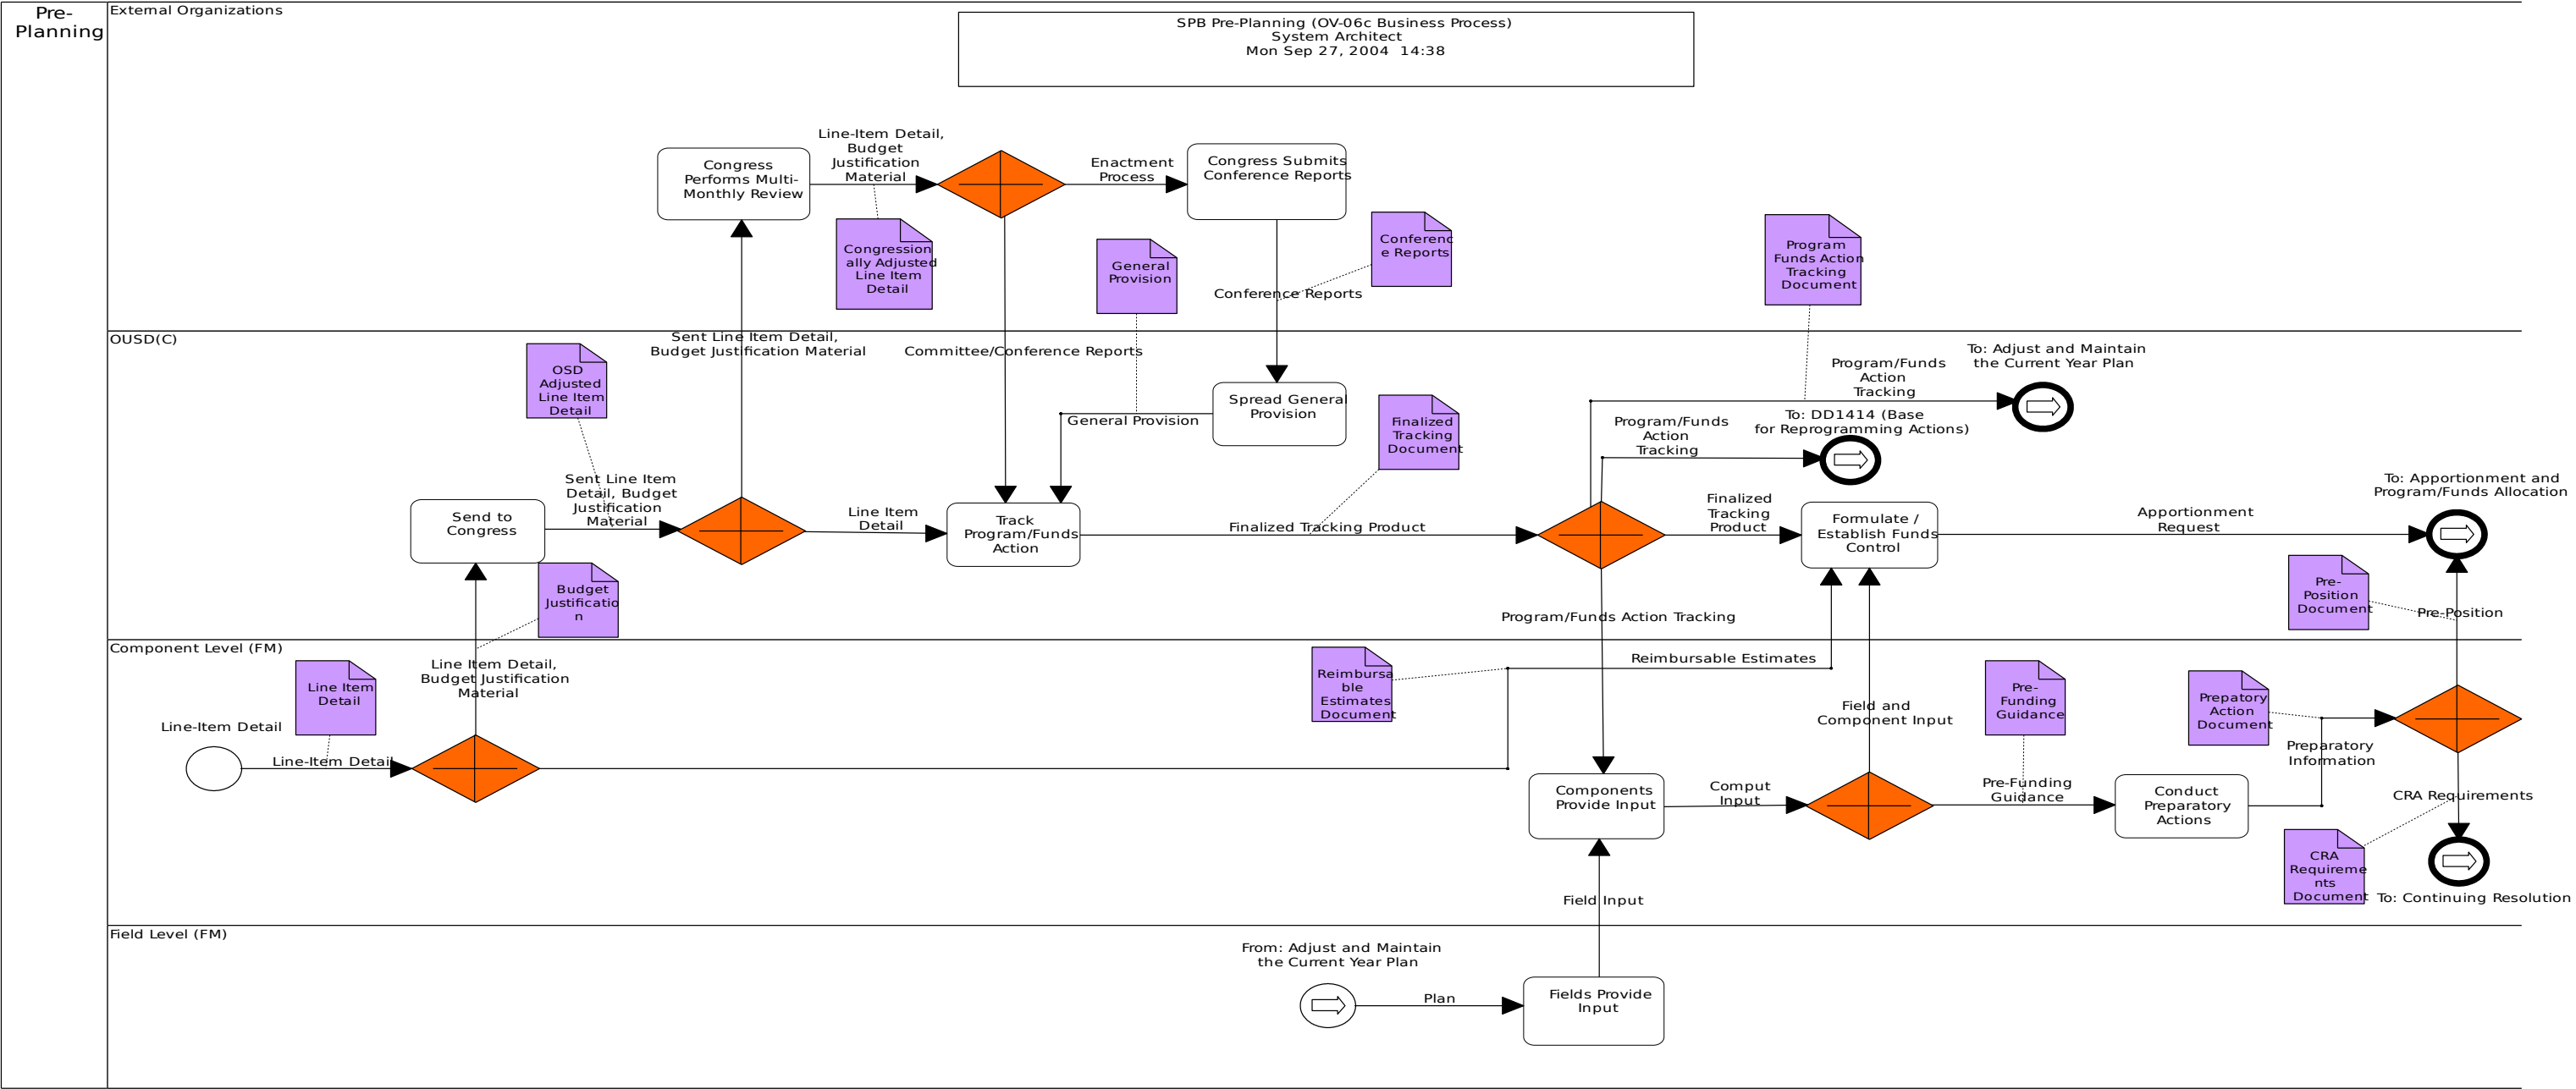 Pre-
Planning
External Organizations
SPB Pre-Planning (OV-06c Business Process)
System Architect
Mon Sep 27, 2004  14:38
Congress
Performs Multi-
Monthly Review
Line-Item Detail,
Budget
Justification
Material
Enactment
Process
Congress Submits
Conference Reports
Congression
ally Adjusted
Line Item
Detail
General
Provision
Conferenc
e Reports
Conference Reports
Program
Funds Action
Tracking
Document
OUSD(C)
Sent Line Item Detail,
Budget Justification Material
Committee/Conference Reports
OSD
Adjusted
Line Item
Detail
Spread General
Provision
General Provision
Finalized
Tracking
Document
Program/Funds
Action
Tracking
To: Adjust and Maintain
the Current Year Plan
Program/Funds
Action
Tracking
To: DD1414 (Base
for Reprogramming Actions)
Sent Line Item
Detail, Budget
Justification
Material
Send to
Congress
Line Item
Detail
Track
Program/Funds
Action
Finalized Tracking Product
Finalized
Tracking
Product
Formulate /
Establish Funds
Control
Apportionment
Request
To: Apportionment and
Program/Funds Allocation
Budget
Justificatio
n
Program/Funds Action Tracking
Pre-
Position
Document
Pre-Position
Component Level (FM)
Line Item
Detail
Line Item Detail,
Budget Justification
Material
Line-Item Detail
Line-Item Detail
Reimbursa
ble
Estimates
Document
Reimbursable Estimates
Field and
Component Input
Pre-
Funding
Guidance
Prepatory
Action
Document
Preparatory
Information
Components
Provide Input
Comput
Input
Pre-Funding
Guidance
Conduct
Preparatory
Actions
CRA Requirements
CRA
Requireme
nts
Document
To: Continuing Resolution
Field Input
Field Level (FM)
From: Adjust and Maintain
the Current Year Plan
Plan
Fields Provide
Input